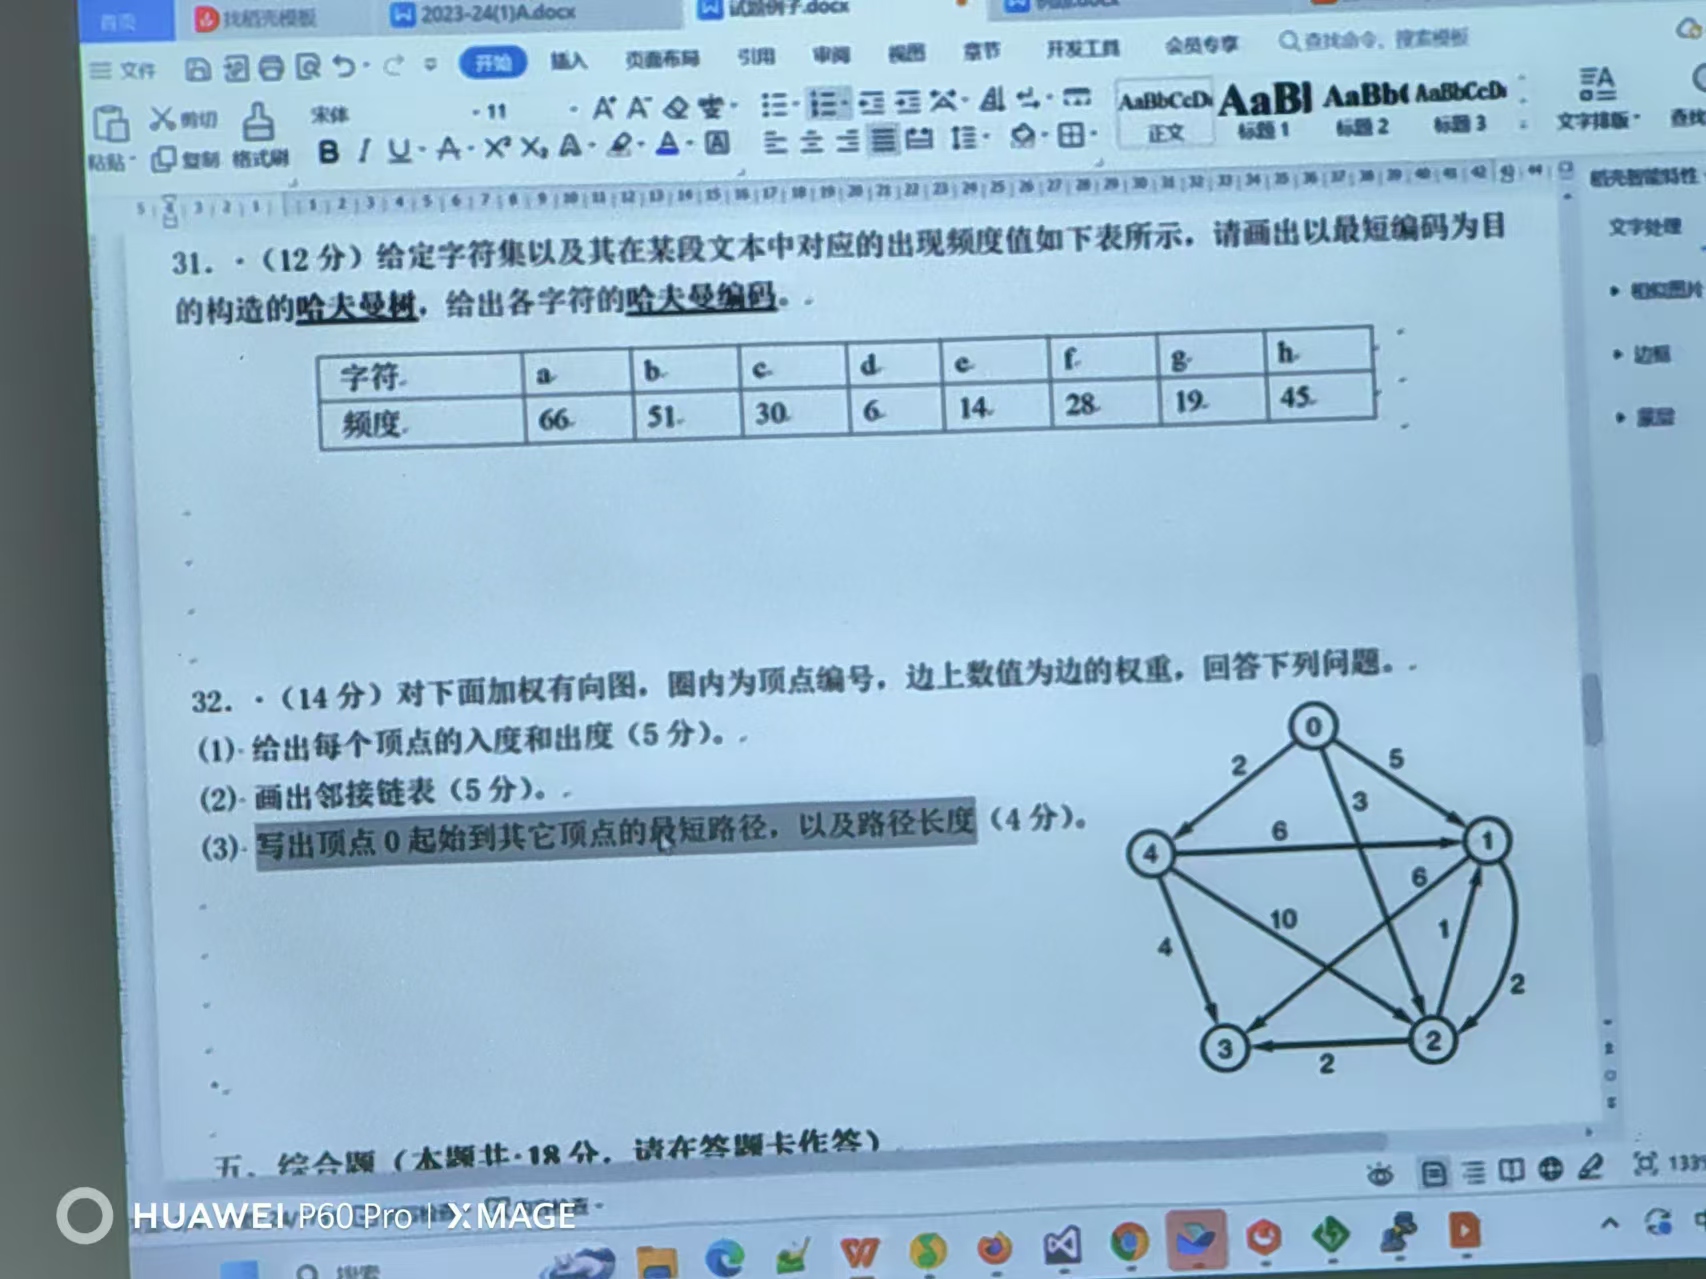 首页 找稻壳模板 2023-24(1)A.docx 试题例子.docx
文件 开始 插入 页面布局 引用 审阅 视图 章节 开发工具 会员专享 查找命令、搜索模板
粘贴 剪切 复制 格式刷 宋体 11
B I U A X² X₂ A A A
AaBbCcDd AaBl AaBb( AaBbCcDd
正文 标题 1 标题 2 标题 3 文字排版
稻壳智能特性
文字处理
边框
31. (12 分) 给定字符集以及其在某段文本中对应的出现频度值如下表所示，请画出以最短编码为目
的构造的哈夫曼树，给出各字符的哈夫曼编码。
字符 a b c d e f g h
频度 66 51 30 6 14 28 19 45
32. (14 分) 对下面加权有向图，圈内为顶点编号，边上数值为边的权重，回答下列问题。
(1) 给出每个顶点的入度和出度（5 分）。
(2) 画出邻接链表（5 分）。
(3) 写出顶点 0 起始到其它顶点的最短路径，以及路径长度（4 分）。
0
2 5
3
4 6 1
6
10
4 1
2
3 2
2
五、综合题（本题共 18 分，请在答题卡作答）
133%
搜索
HUAWEI P60 Pro | XMAGE